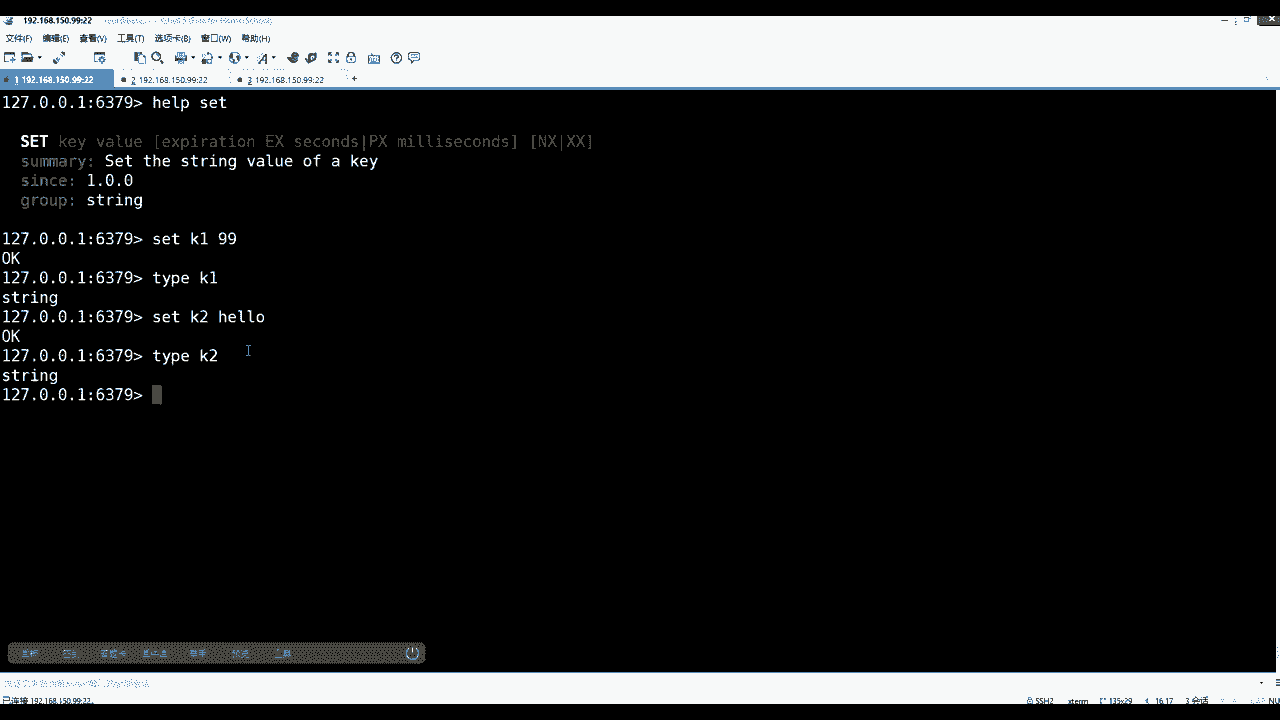 192.168.150.99:22
文件(F) 编辑(E) 查看(V) 工具(T) 选项卡(B) 窗口(W) 帮助(H)
1 192.168.150.99:22 2 192.168.150.99:22 3 192.168.150.99:22 +
127.0.0.1:6379> help set
SET key value [expiration EX seconds|PX milliseconds] [NX|XX]
summary: Set the string value of a key
since: 1.0.0
group: string
127.0.0.1:6379> set k1 99
OK
127.0.0.1:6379> type k1
string
127.0.0.1:6379> set k2 hello
OK
127.0.0.1:6379> type k2
string
127.0.0.1:6379>
已连接 192.168.150.99:22。 SSH2 xterm 135x29 16,17 3 会话 NU